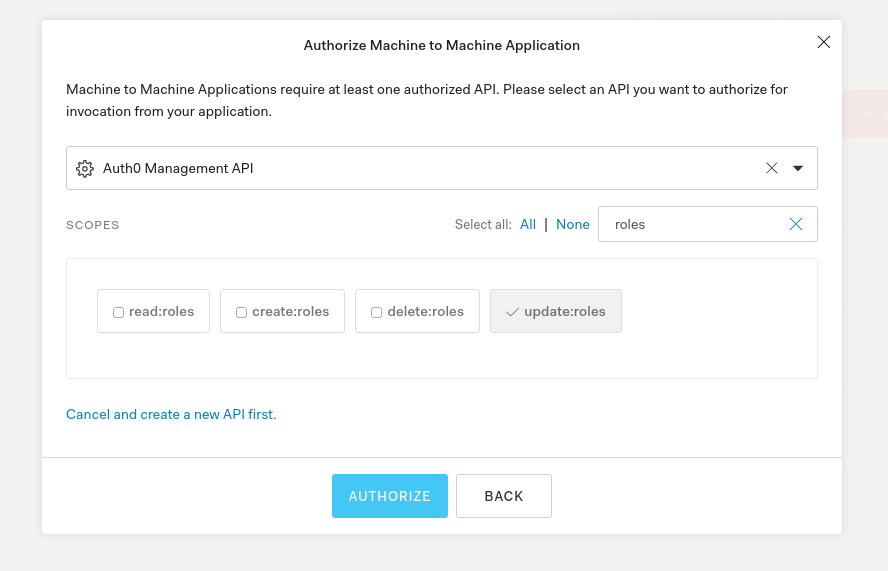 Authorize Machine to Machine Application
Machine to Machine Applications require at least one authorized API. Please select an API you want to authorize for
invocation from your application.
Auth0 Management API
SCOPES Select all: All | None roles
read:roles create:roles delete:roles update:roles
Cancel and create a new API first.
AUTHORIZE BACK